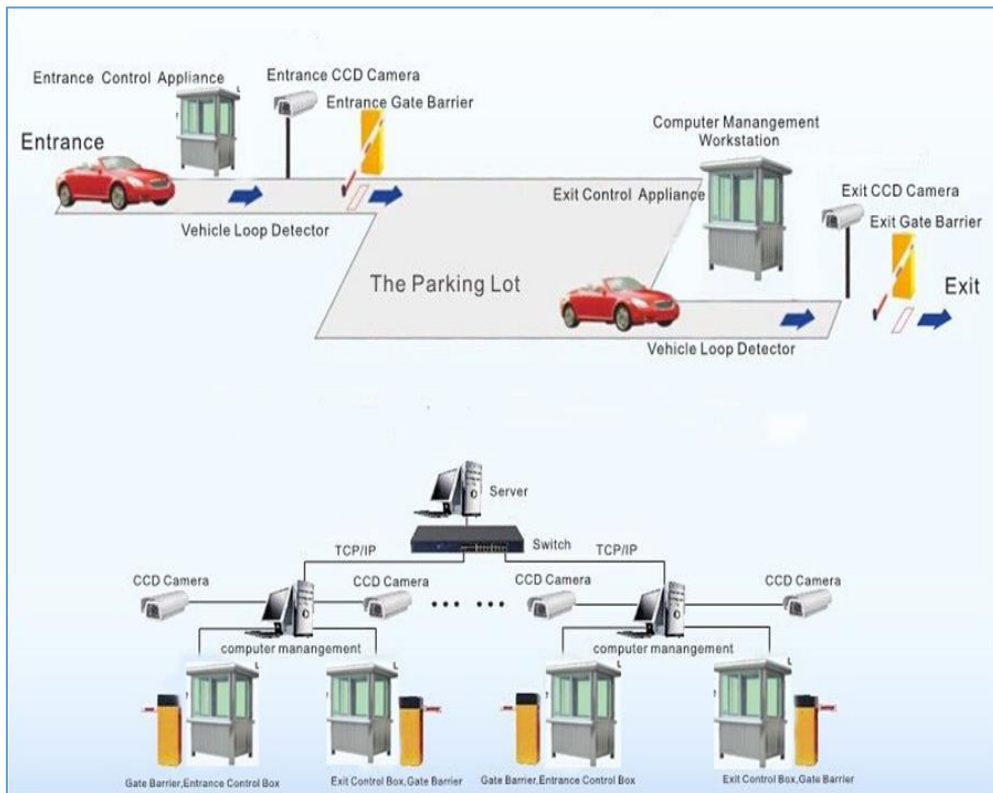 Entrance Control Appliance
Entrance CCD Camera
Entrance Gate Barrier
Entrance
Vehicle Loop Detector
Computer Manangement
Workstation
Exit Control Appliance
Exit CCD Camera
Exit Gate Barrier
The Parking Lot
Exit
Vehicle Loop Detector
Server
Switch
TCP/IP
TCP/IP
CCD Camera
CCD Camera
CCD Camera
CCD Camera
computer manangement
computer manangement
Gate Barrier,Entrance Control Box
Exit Control Box,Gate Barrier
Gate Barrier,Entrance Control Box
Exit Control Box,Gate Barrier